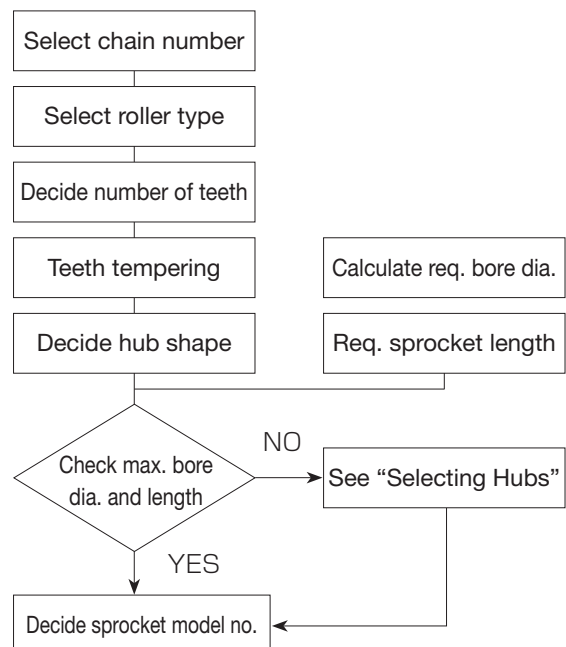 Select chain number
Select roller type
Decide number of teeth
Teeth tempering
Calculate req. bore dia.
Decide hub shape
Req. sprocket length
Check max. bore
dia. and length
NO
See “Selecting Hubs”
YES
Decide sprocket model no.